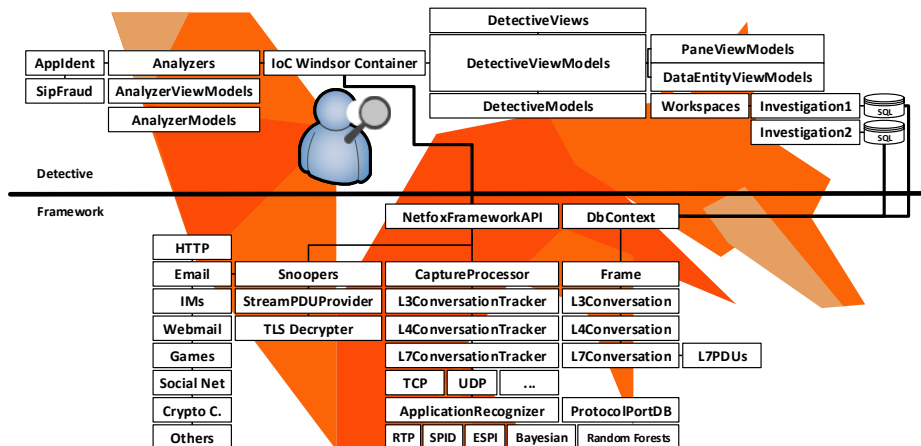 DetectiveViews
AppIdent
Analyzers
IoC Windsor Container
DetectiveViewModels
PaneViewModels
DataEntityViewModels
SipFraud
AnalyzerViewModels
DetectiveModels
Workspaces
Investigation1
SQL
AnalyzerModels
Investigation2
SQL
Detective
Framework
NetfoxFrameworkAPI
DbContext
HTTP
Email
Snoopers
CaptureProcessor
Frame
IMs
StreamPDUProvider
L3ConversationTracker
L3Conversation
Webmail
TLS Decrypter
L4ConversationTracker
L4Conversation
Games
L7ConversationTracker
L7Conversation
L7PDUs
Social Net
TCP
UDP
...
Crypto C.
ApplicationRecognizer
ProtocolPortDB
Others
RTP
SPID
ESPI
Bayesian
Random Forests